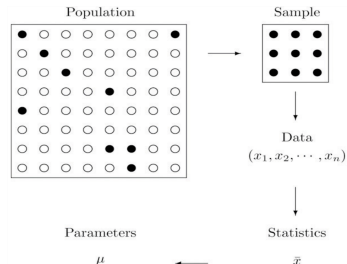 Population Sample
Data
(x₁, x₂, ⋯ , xₙ)
Parameters Statistics
μ x̄